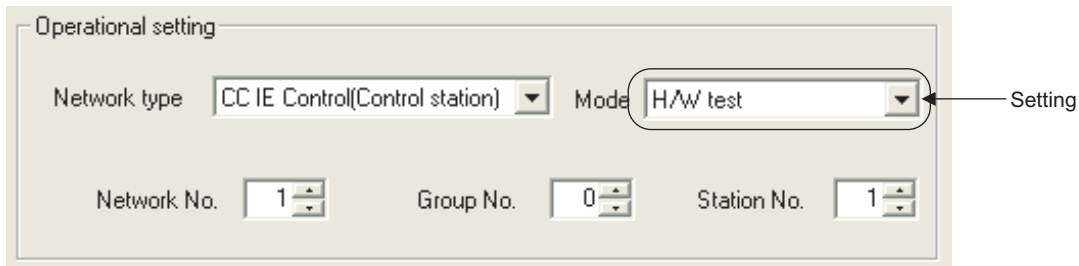 Operational setting
Network type CC IE Control(Control station) Mode H/W test Setting
Network No. 1 Group No. 0 Station No. 1